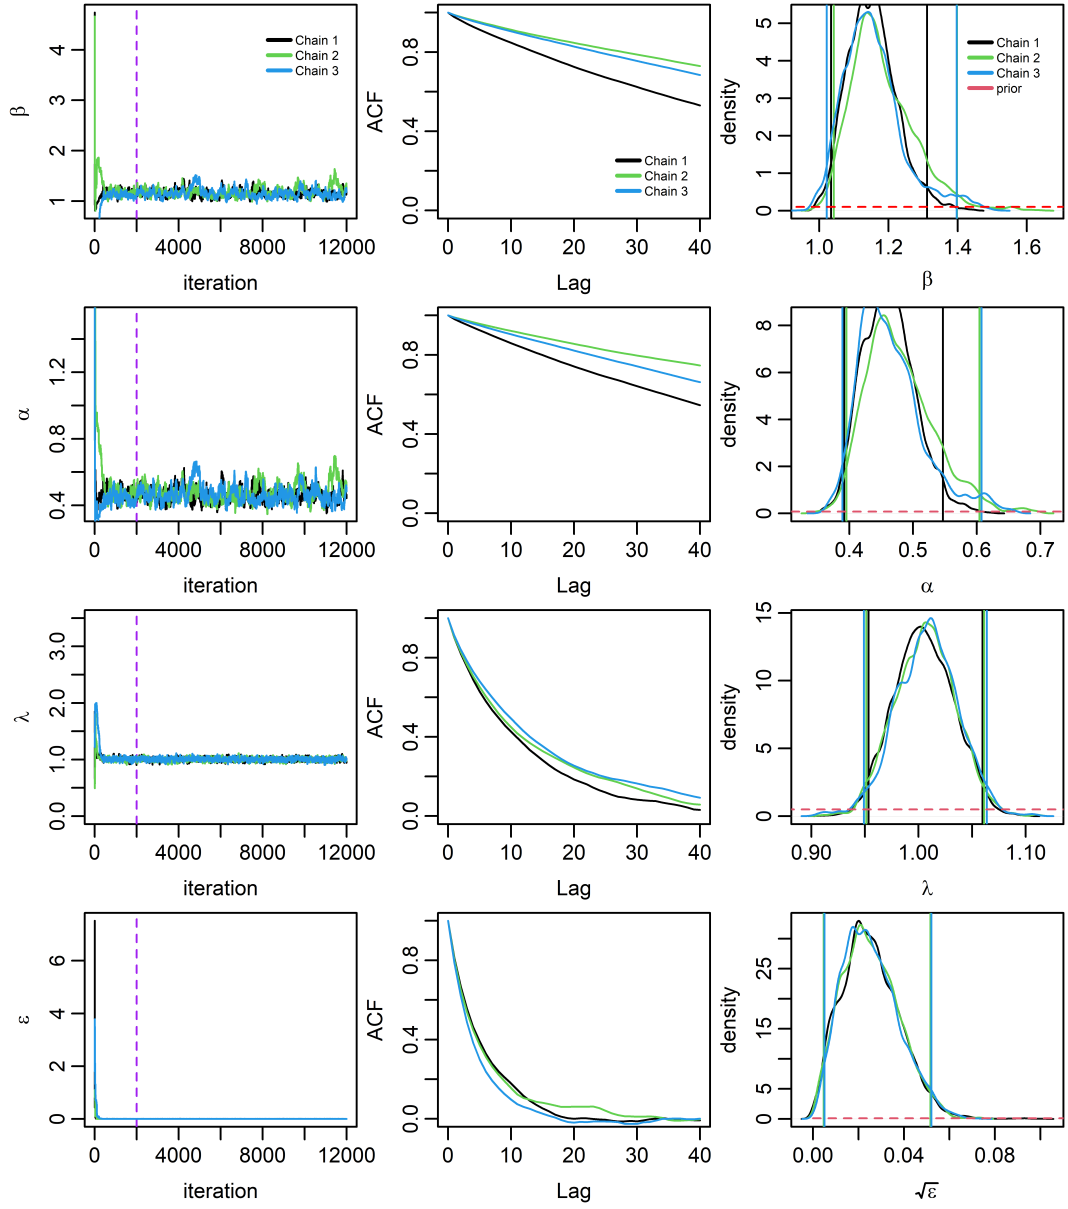 Chain 1
Chain 2
Chain 3
β
4
3
2
1
0 4000 8000 12000
iteration
ACF
0.8
0.4
0.0
Chain 1
Chain 2
Chain 3
0 10 20 30 40
Lag
density
5
4
3
2
1
0
Chain 1
Chain 2
Chain 3
prior
1.0 1.2 1.4 1.6
β
α
1.2
0.8
0.4
0 4000 8000 12000
iteration
ACF
0.8
0.4
0.0
0 10 20 30 40
Lag
density
8
6
4
2
0
0.4 0.5 0.6 0.7
α
λ
3.0
2.0
1.0
0.0
0 4000 8000 12000
iteration
ACF
0.8
0.4
0.0
0 10 20 30 40
Lag
density
15
10
5
0
0.90 1.00 1.10
λ
ε
6
4
2
0
0 4000 8000 12000
iteration
ACF
0.8
0.4
0.0
0 10 20 30 40
Lag
density
25
15
5
0
0.00 0.04 0.08
√ε